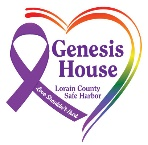 Genesis
House
Lorain County
Safe Harbor
Love Shouldn't Hurt